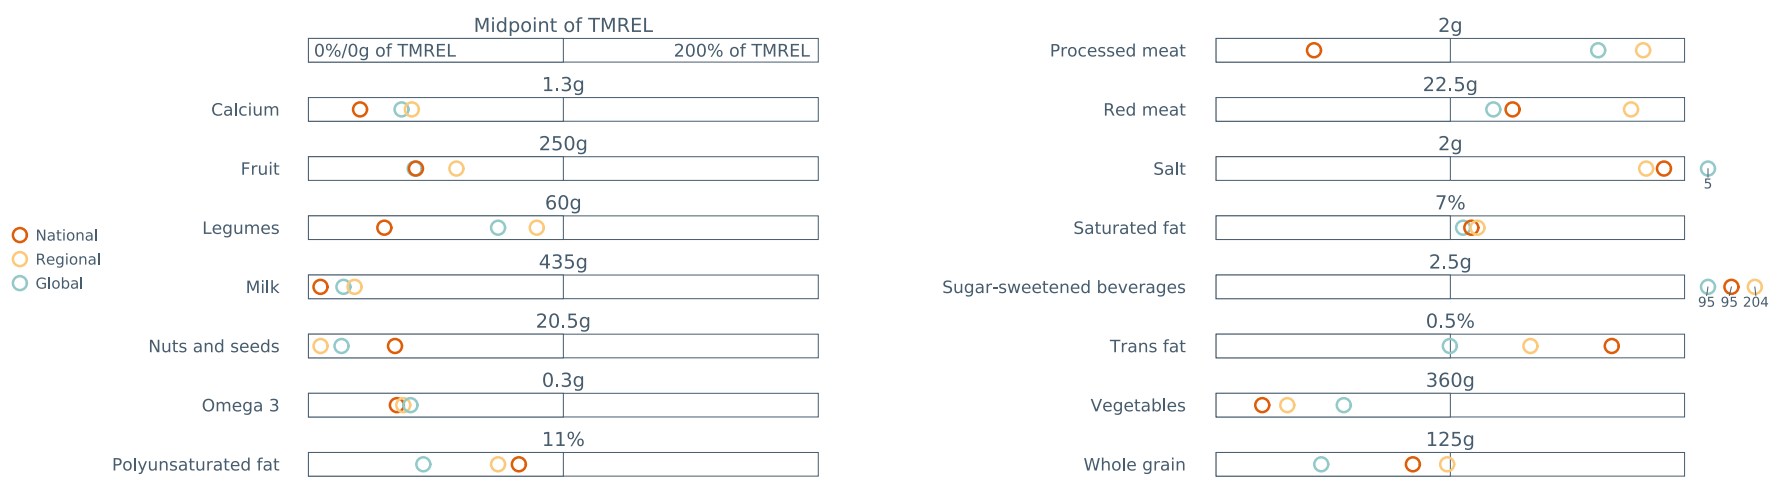 Midpoint of TMREL
0%/0g of TMREL 200% of TMREL
1.3g
Calcium
250g
Fruit
60g
Legumes
435g
Milk
20.5g
Nuts and seeds
0.3g
Omega 3
11%
Polyunsaturated fat
National
Regional
Global
2g
Processed meat
22.5g
Red meat
2g
Salt
5
7%
Saturated fat
2.5g
Sugar-sweetened beverages
95 95 204
0.5%
Trans fat
360g
Vegetables
125g
Whole grain